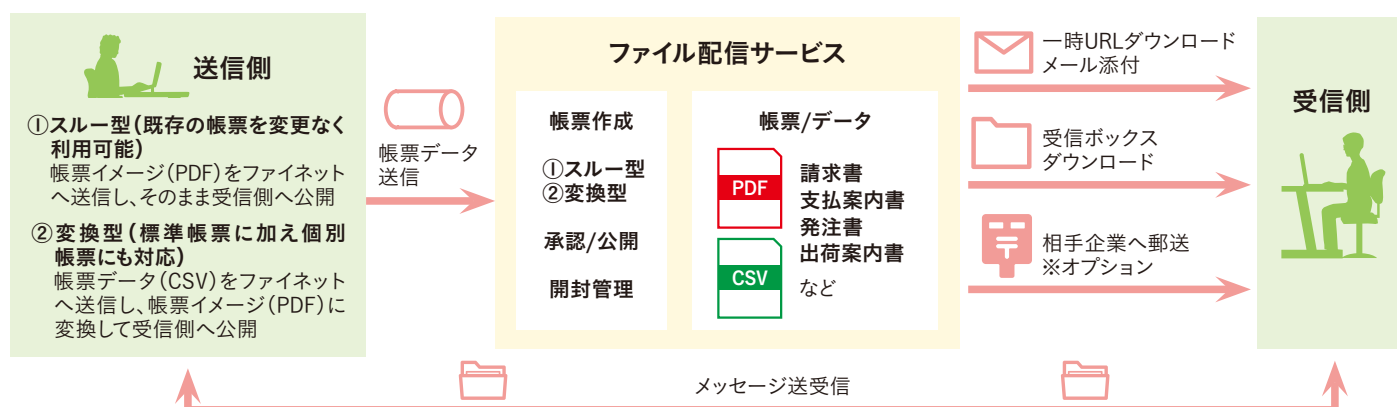 送信側
①スルー型(既存の帳票を変更なく
利用可能)
帳票イメージ(PDF)をファイネット
へ送信し、そのまま受信側へ公開
②変換型(標準帳票に加え個別
帳票にも対応)
帳票データ(CSV)をファイネット
へ送信し、帳票イメージ(PDF)に
変換して受信側へ公開
帳票データ
送信
ファイル配信サービス
帳票作成
①スルー型
②変換型
承認/公開
開封管理
帳票/データ
PDF
CSV
請求書
支払案内書
発注書
出荷案内書
など
一時URLダウンロード
メール添付
受信ボックス
ダウンロード
相手企業へ郵送
※オプション
受信側
メッセージ送受信